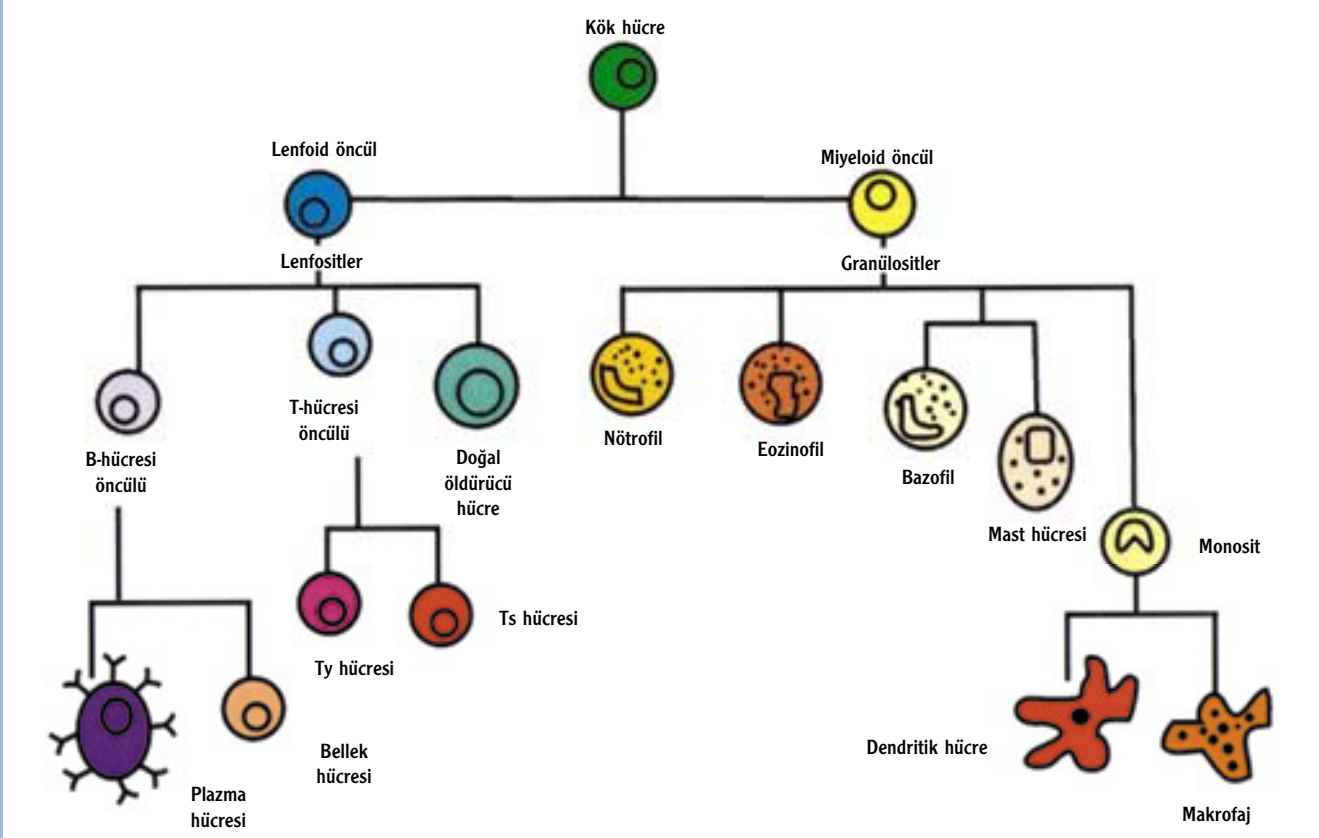 Kök hücre
Lenfoid öncül
Miyeloid öncül
Lenfositler
Granülositler
T-hücresi
öncülü
Nötrofil
Eozinofil
B-hücresi
öncülü
Doğal
öldürücü
hücre
Bazofil
Mast hücresi
Monosit
Ts hücresi
Ty hücresi
Bellek
hücresi
Dendritik hücre
Plazma
hücresi
Makrofaj